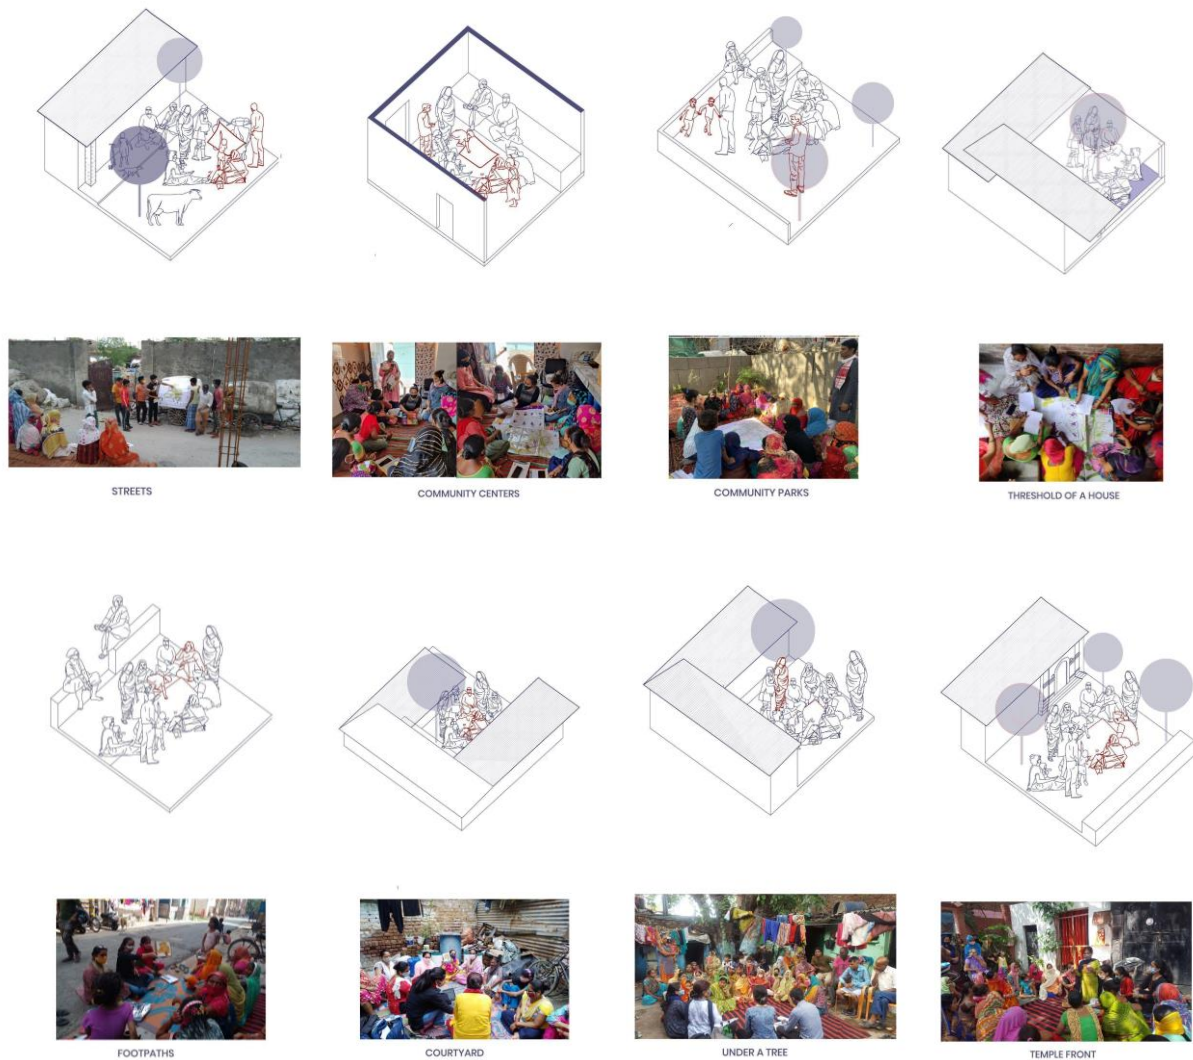 STREETS
COMMUNITY CENTERS
COMMUNITY PARKS
THRESHOLD OF A HOUSE
FOOTPATHS
COURTYARD
UNDER A TREE
TEMPLE FRONT